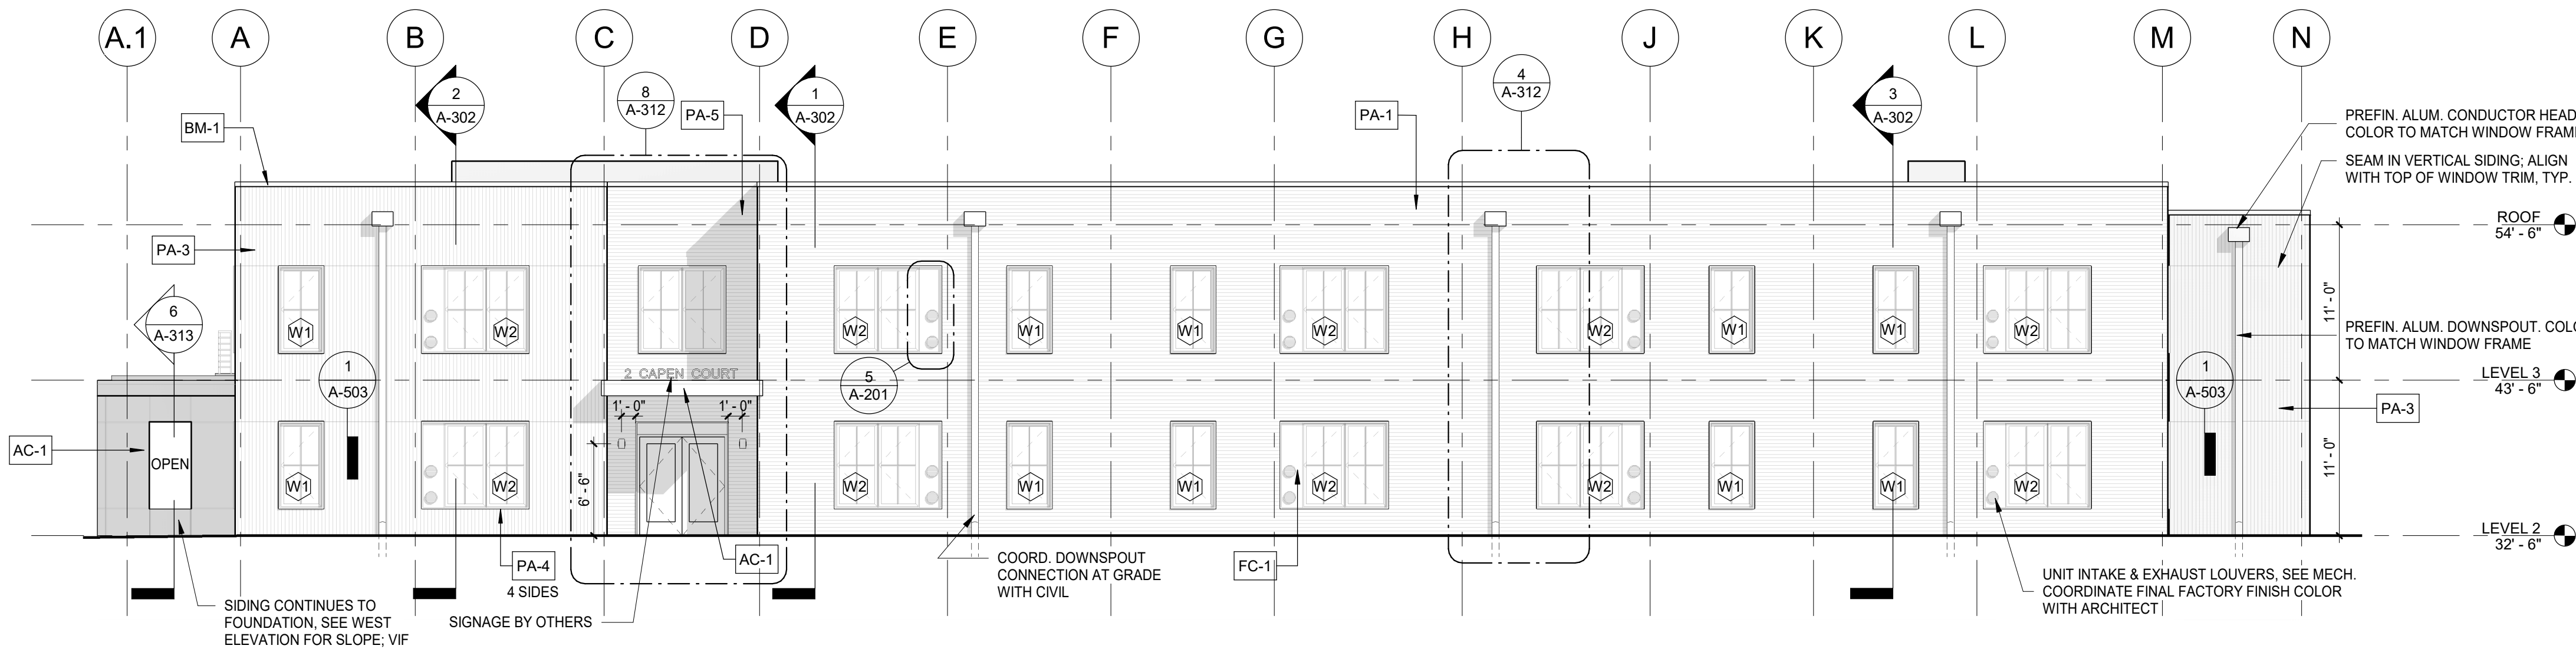 A.1
A
B
C
D
E
F
G
H
J
K
L
M
N
2
A-302
8
A-312
PA-5
1
A-302
PA-1
4
A-312
3
A-302
BM-1
PREFIN. ALUM. CONDUCTOR HEAD
COLOR TO MATCH WINDOW
SEAM IN VERTICAL SIDING; ALIGN
WITH TOP OF WINDOW TRIM, TYP.
ROOF
54' - 6"
PA-3
6
A-313
W1
W2
W2
W1
W1
W2
W2
W1
W1
W2
11' - 0"
PREFIN. ALUM. DOWNSPOUT.
TO MATCH WINDOW FRAME
1
A-503
2 CAPEN COURT
5
A-201
1
A-503
LEVEL 3
43' - 6"
1' - 0"
1' - 0"
PA-3
AC-1
OPEN
6' - 6"
11' - 0"
W1
W2
W2
W1
W1
W2
W2
W1
W1
W2
LEVEL 2
32' - 6"
PA-4
4 SIDES
AC-1
COORD. DOWNSPOUT
CONNECTION AT GRADE
WITH CIVIL
FC-1
UNIT INTAKE & EXHAUST LOUVERS, SEE MECH.
COORDINATE FINAL FACTORY FINISH COLOR
WITH ARCHITECT
SIDING CONTINUES TO
FOUNDATION, SEE WEST
ELEVATION FOR SLOPE; VIF
SIGNAGE BY OTHERS